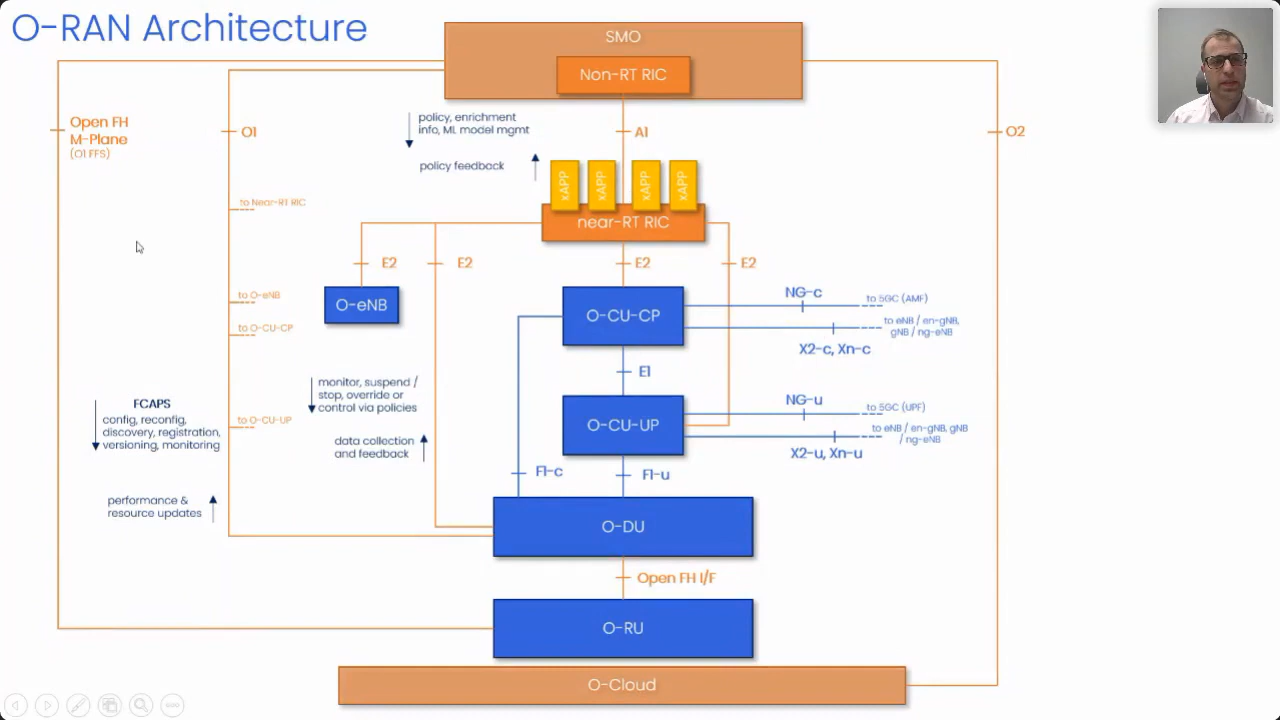 O-RAN Architecture
SMO
Non-RT RIC
Open FH
M-Plane
(O1 FFS)
O1
policy, enrichment
info, ML model mgmt
policy feedback
A1
O2
xAPP
xAPP
xAPP
xAPP
near-RT RIC
to Near-RT RIC
E2
E2
E2
E2
to O-eNB
to O-CU-CP
O-eNB
O-CU-CP
NG-c
to 5GC (AMF)
to eNB / en-gNB,
gNB / ng-eNB
X2-c, Xn-c
E1
monitor, suspend /
stop, override or
control via policies
data collection
and feedback
FCAPS
config, reconfig,
discovery, registration,
versioning, monitoring
to O-CU-UP
O-CU-UP
NG-u
to 5GC (UPF)
to eNB / en-gNB, gNB
/ ng-eNB
X2-u, Xn-u
F1-c
F1-u
performance &
resource updates
O-DU
Open FH I/F
O-RU
O-Cloud